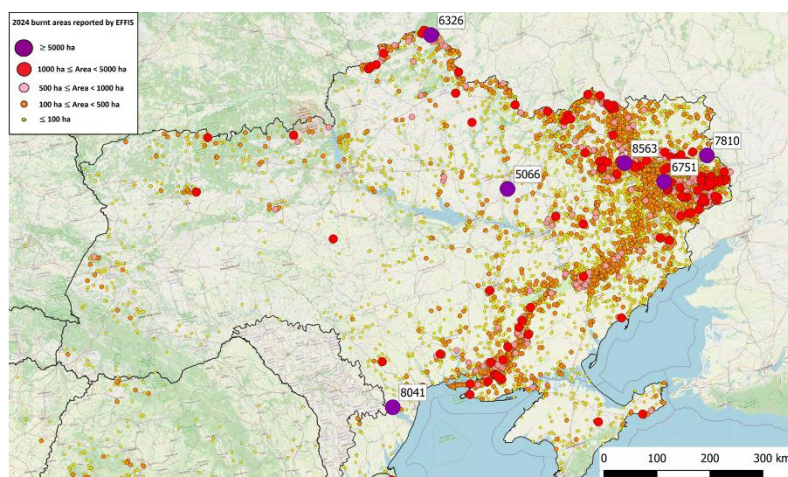 2024 burnt areas reported by EFFIS
≥ 5000 ha
1000 ha ≤ Area < 5000 ha
500 ha ≤ Area < 1000 ha
100 ha ≤ Area < 500 ha
≤ 100 ha
6326
7810
8563
6751
5066
8041
0 100 200 300 km